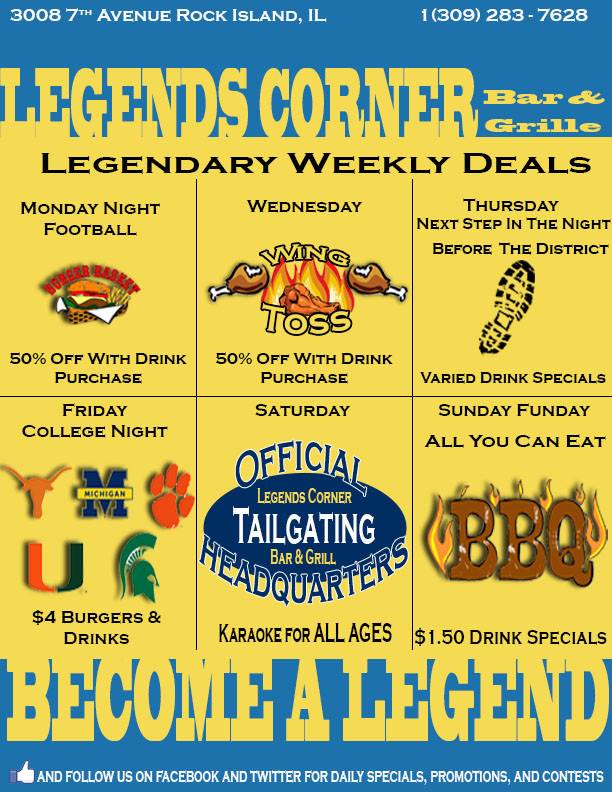 3008 7TH AVENUE ROCK ISLAND, IL
1(309) 283 - 7628
LEGENDS CORNER
Bar &
Grille
LEGENDARY WEEKLY DEALS
MONDAY NIGHT
FOOTBALL
BURGER BASKET
50% OFF WITH DRINK
PURCHASE
WEDNESDAY
WING
TOSS
50% OFF WITH DRINK
PURCHASE
THURSDAY
NEXT STEP IN THE NIGHT
BEFORE THE DISTRICT
VARIED DRINK SPECIALS
FRIDAY
COLLEGE NIGHT
M
MICHIGAN
U
$4 BURGERS &
DRINKS
SATURDAY
OFFICIAL
LEGENDS CORNER
TAILGATING
BAR & GRILL
HEADQUARTERS
KARAOKE FOR ALL AGES
SUNDAY FUNDAY
ALL YOU CAN EAT
BBQ
$1.50 DRINK SPECIALS
BECOME A LEGEND
AND FOLLOW US ON FACEBOOK AND TWITTER FOR DAILY SPECIALS, PROMOTIONS, AND CONTESTS